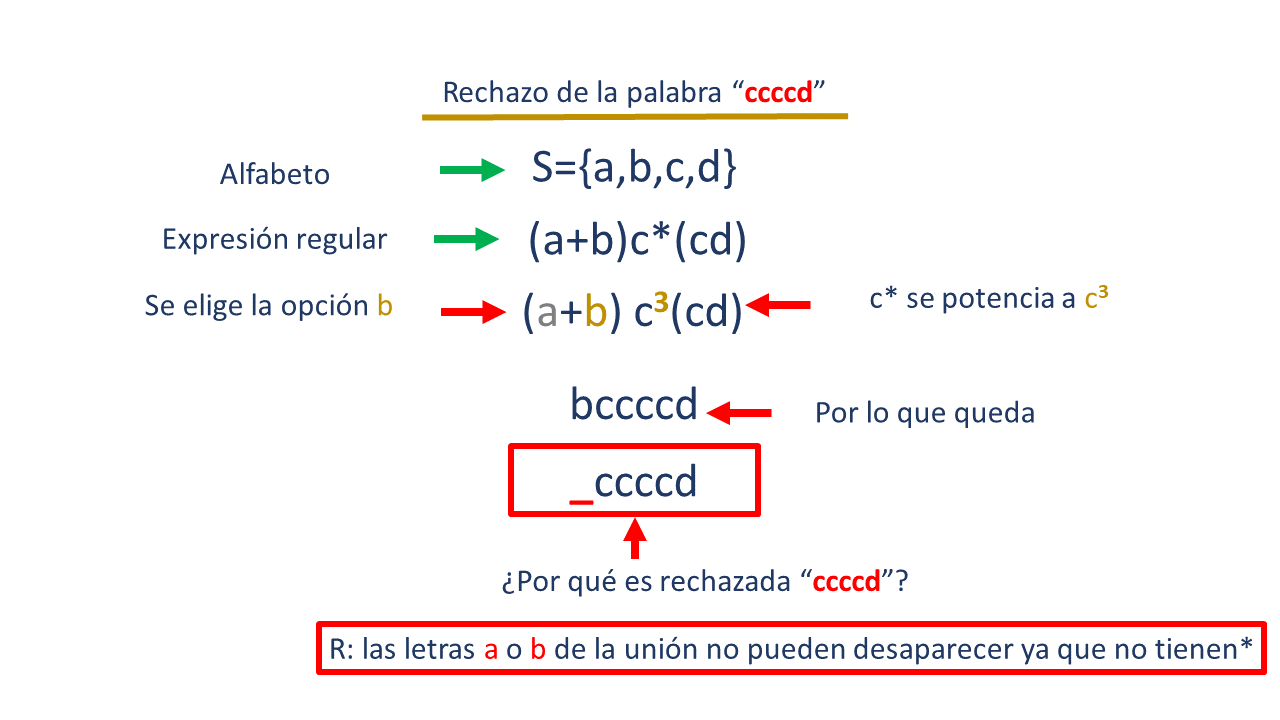 Rechazo de la palabra “ccccd”
Alfabeto S={a,b,c,d}
Expresión regular (a+b)c*(cd)
Se elige la opción b (a+b) c³(cd) c* se potencia a c³
bccccd Por lo que queda
_ccccd
¿Por qué es rechazada “ccccd”?
R: las letras a o b de la unión no pueden desaparecer ya que no tienen*